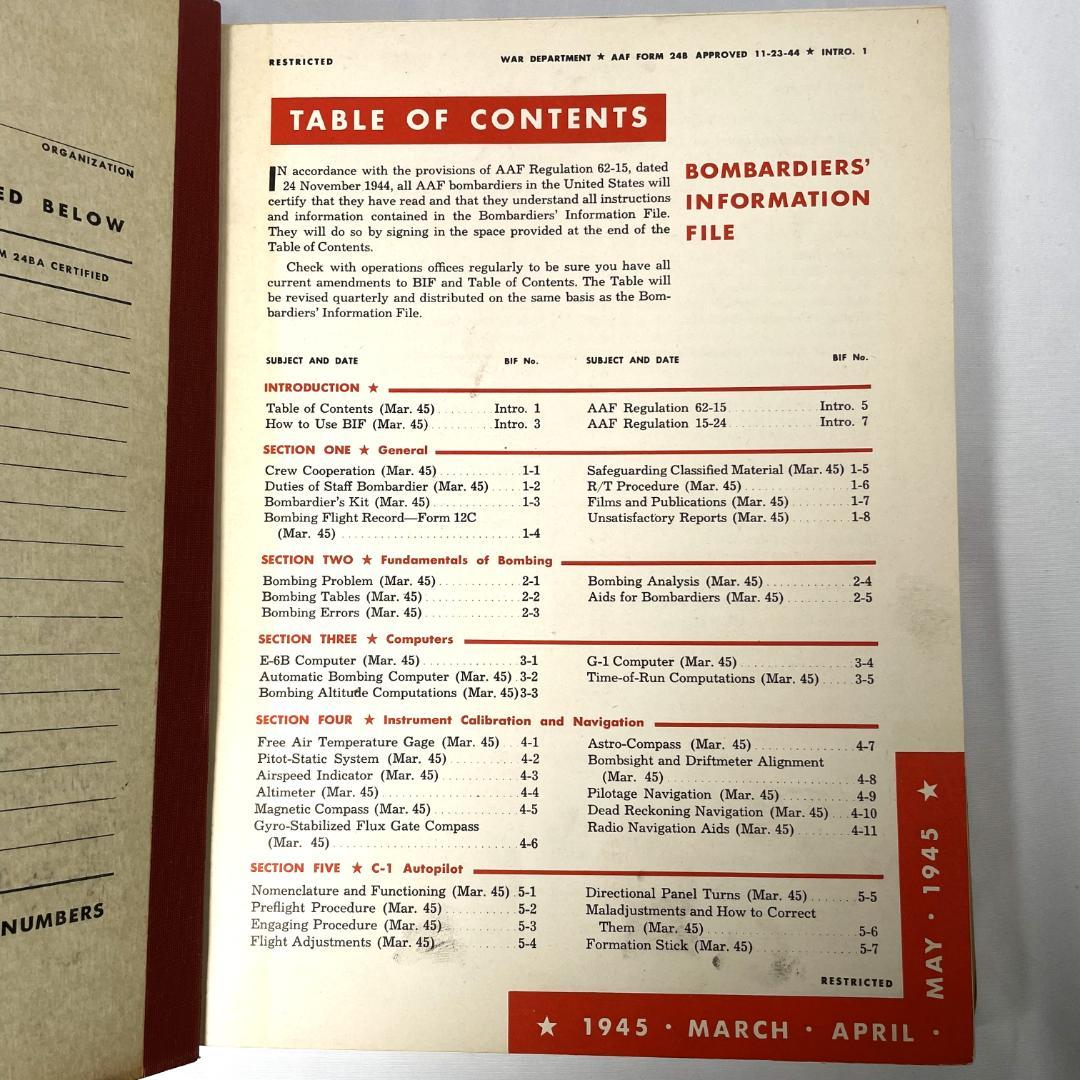 ORGANIZATION
ED BELOW
M 24BA CERTIFIED
NUMBERS
RESTRICTED
WAR DEPARTMENT ★ AAF FORM 24B APPROVED 11-23-44 ★ INTRO. 1
TABLE OF CONTENTS
BOMBARDIERS'
INFORMATION
FILE
IN accordance with the provisions of AAF Regulation 62-15, dated
24 November 1944, all AAF bombardiers in the United States will
certify that they have read and that they understand all instructions
and information contained in the Bombardiers' Information File.
They will do so by signing in the space provided at the end of the
Table of Contents.
Check with operations offices regularly to be sure you have all
current amendments to BIF and Table of Contents. The Table will
be revised quarterly and distributed on the same basis as the Bom-
bardiers' Information File.
SUBJECT AND DATE BIF No. SUBJECT AND DATE BIF No.
INTRODUCTION ★
Table of Contents (Mar. 45) Intro. 1
How to Use BIF (Mar. 45) Intro. 3
AAF Regulation 62-15 Intro. 5
AAF Regulation 15-24 Intro. 7
SECTION ONE ★ General
Crew Cooperation (Mar. 45) 1-1
Duties of Staff Bombardier (Mar. 45) 1-2
Bombardier's Kit (Mar. 45) 1-3
Bombing Flight Record—Form 12C
(Mar. 45) 1-4
Safeguarding Classified Material (Mar. 45) 1-5
R/T Procedure (Mar. 45) 1-6
Films and Publications (Mar. 45) 1-7
Unsatisfactory Reports (Mar. 45) 1-8
SECTION TWO ★ Fundamentals of Bombing
Bombing Problem (Mar. 45) 2-1
Bombing Tables (Mar. 45) 2-2
Bombing Errors (Mar. 45) 2-3
Bombing Analysis (Mar. 45) 2-4
Aids for Bombardiers (Mar. 45) 2-5
SECTION THREE ★ Computers
E-6B Computer (Mar. 45) 3-1
Automatic Bombing Computer (Mar. 45) 3-2
Bombing Altitude Computations (Mar. 45) 3-3
G-1 Computer (Mar. 45) 3-4
Time-of-Run Computations (Mar. 45) 3-5
SECTION FOUR ★ Instrument Calibration and Navigation
Free Air Temperature Gage (Mar. 45) 4-1
Pitot-Static System (Mar. 45) 4-2
Airspeed Indicator (Mar. 45) 4-3
Altimeter (Mar. 45) 4-4
Magnetic Compass (Mar. 45) 4-5
Gyro-Stabilized Flux Gate Compass
(Mar. 45) 4-6
Astro-Compass (Mar. 45) 4-7
Bombsight and Driftmeter Alignment
(Mar. 45) 4-8
Pilotage Navigation (Mar. 45) 4-9
Dead Reckoning Navigation (Mar. 45) 4-10
Radio Navigation Aids (Mar. 45) 4-11
SECTION FIVE ★ C-1 Autopilot
Nomenclature and Functioning (Mar. 45) 5-1
Preflight Procedure (Mar. 45) 5-2
Engaging Procedure (Mar. 45) 5-3
Flight Adjustments (Mar. 45) 5-4
Directional Panel Turns (Mar. 45) 5-5
Maladjustments and How to Correct
Them (Mar. 45) 5-6
Formation Stick (Mar. 45) 5-7
RESTRICTED
★ 1945 · MARCH · APRIL ·
MAY · 1945 ★